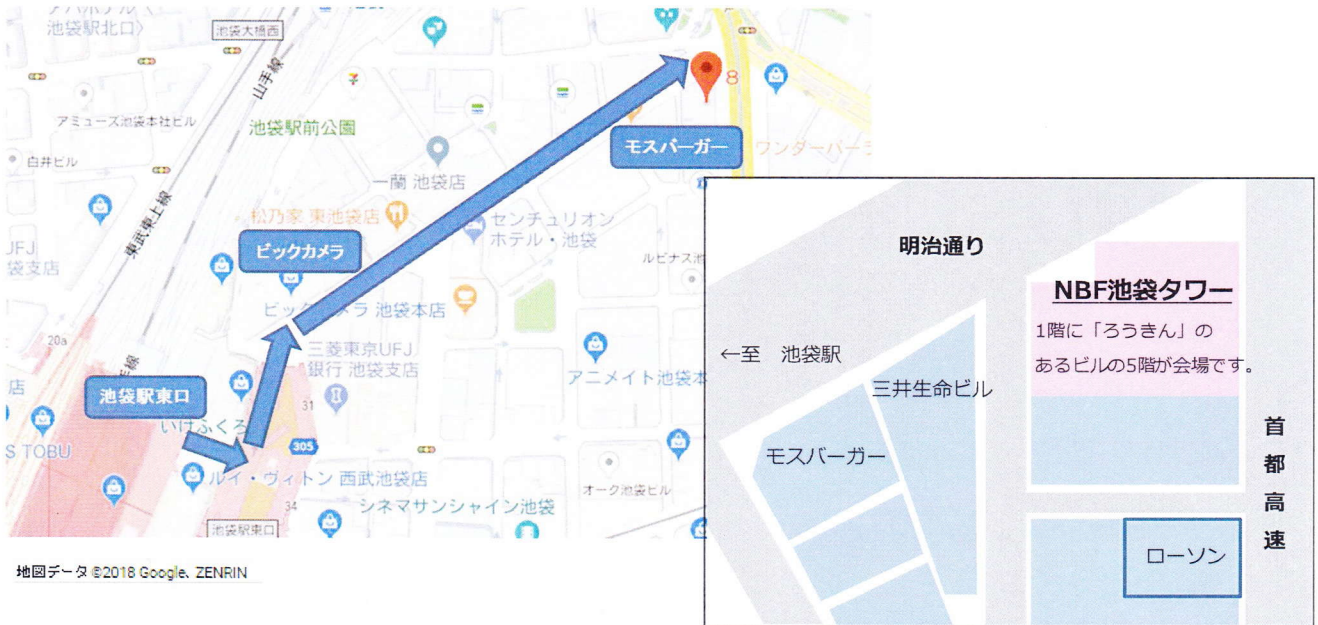 アパホテル〈
池袋駅北口〉
池袋大橋西
山手線
アミューズ池袋本社ビル
池袋駅前公園
8
モスバーガー
ワンダーパーラ
白井ビル
一蘭 池袋店
東武東上線
松乃家 東池袋店
センチュリオン
ホテル・池袋
UFJ
袋支店
ビックカメラ
ルビナス池
ビックカメラ 池袋本店
20a
三菱東京UFJ
銀行 池袋支店
手線
店
アニメイト池袋本
池袋駅東口
31
いけふくろ
305
S TOBU
ルイ・ヴィトン 西武池袋店
オーク池袋ビル
34
シネマサンシャイン池袋
池袋駅東口
地図データ ©2018 Google、ZENRIN
明治通り
NBF池袋タワー
1階に「ろうきん」の
あるビルの5階が会場です。
←至 池袋駅
三井生命ビル
モスバーガー
首都高速
ローソン